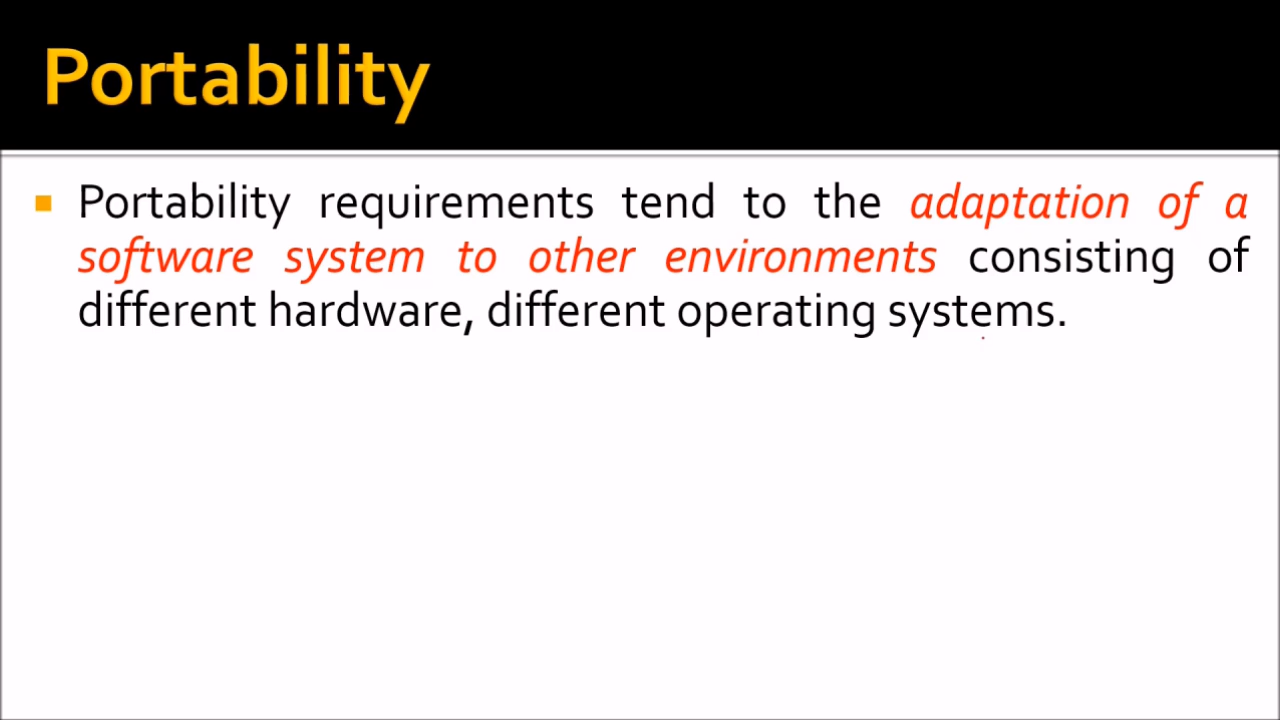 Portability
Portability requirements tend to the adaptation of a
software system to other environments consisting of
different hardware, different operating systems.